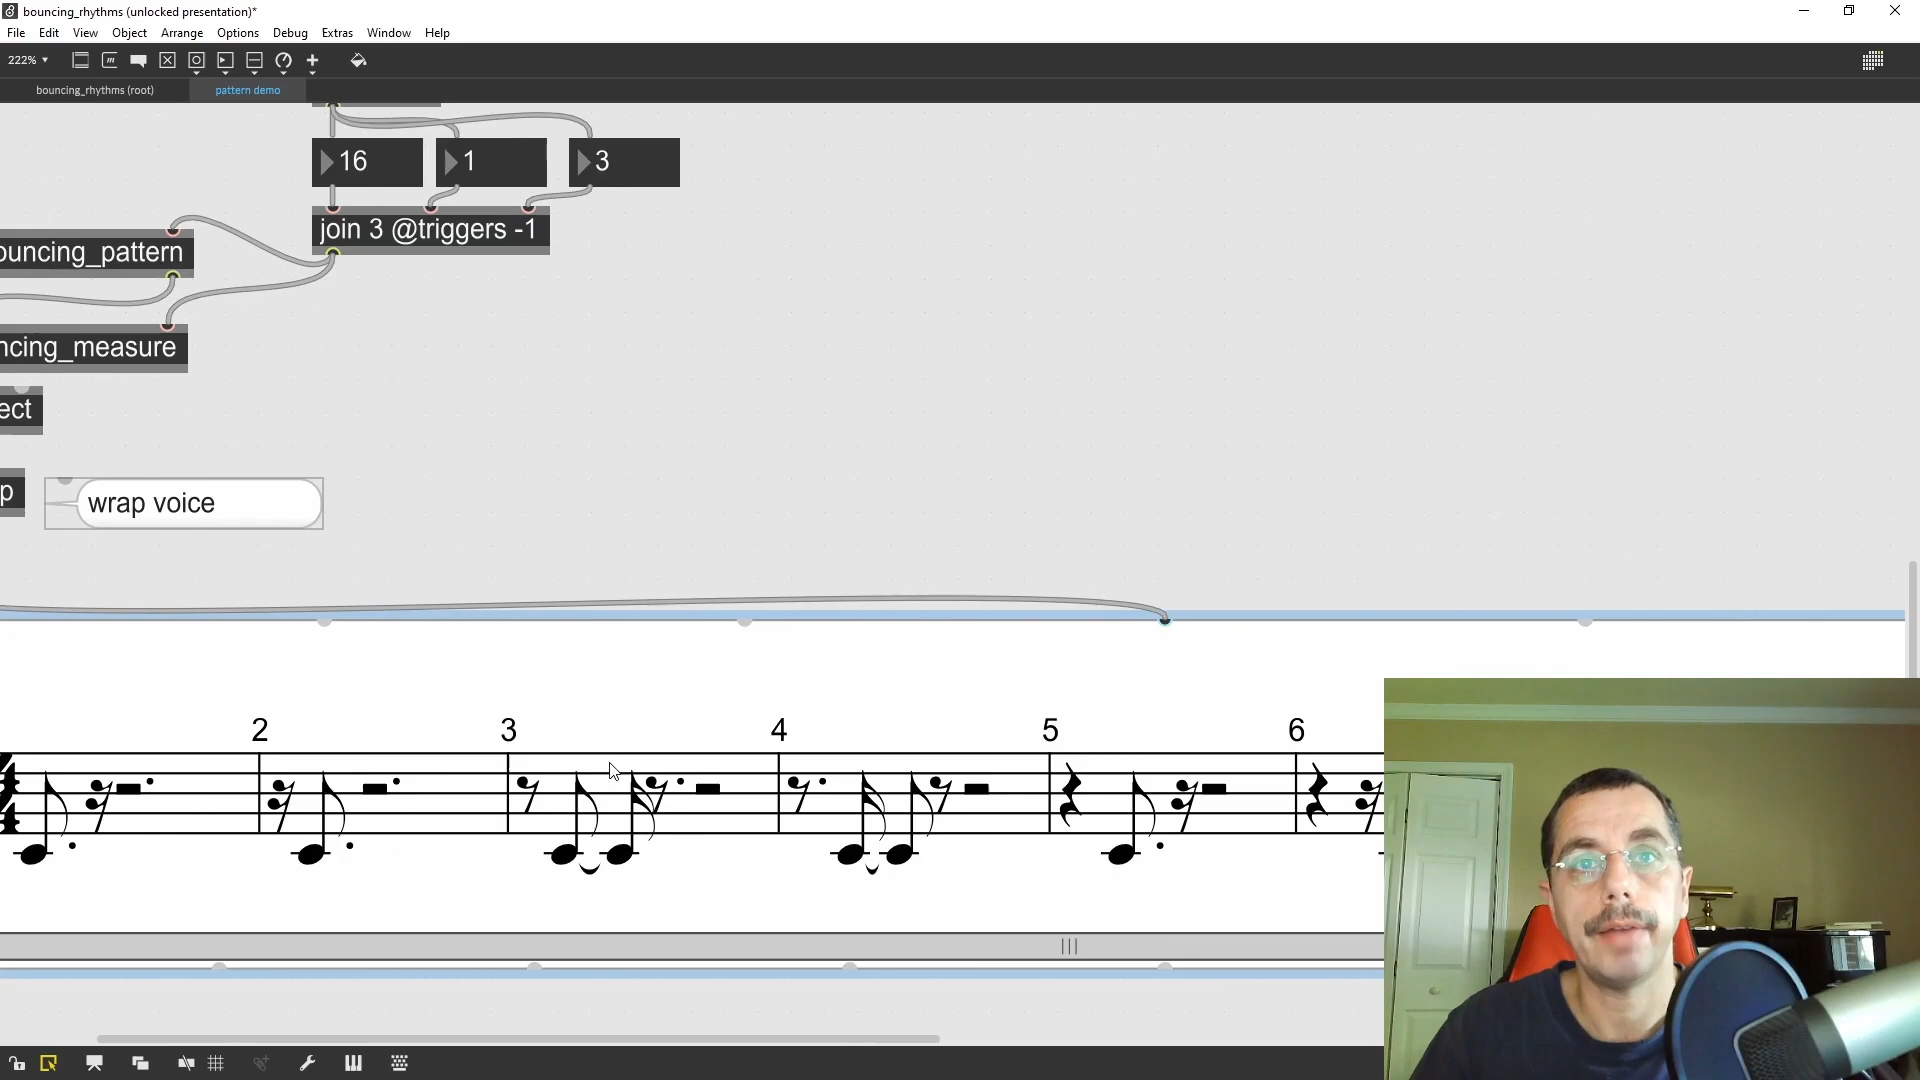 bouncing_rhythms (unlocked presentation)*
File Edit View Object Arrange Options Debug Extras Window Help
222%
bouncing_rhythms (root) pattern demo
16 1 3
join 3 @triggers -1
ouncing_pattern
ncing_measure
ect
p wrap voice
2 3 4 5 6